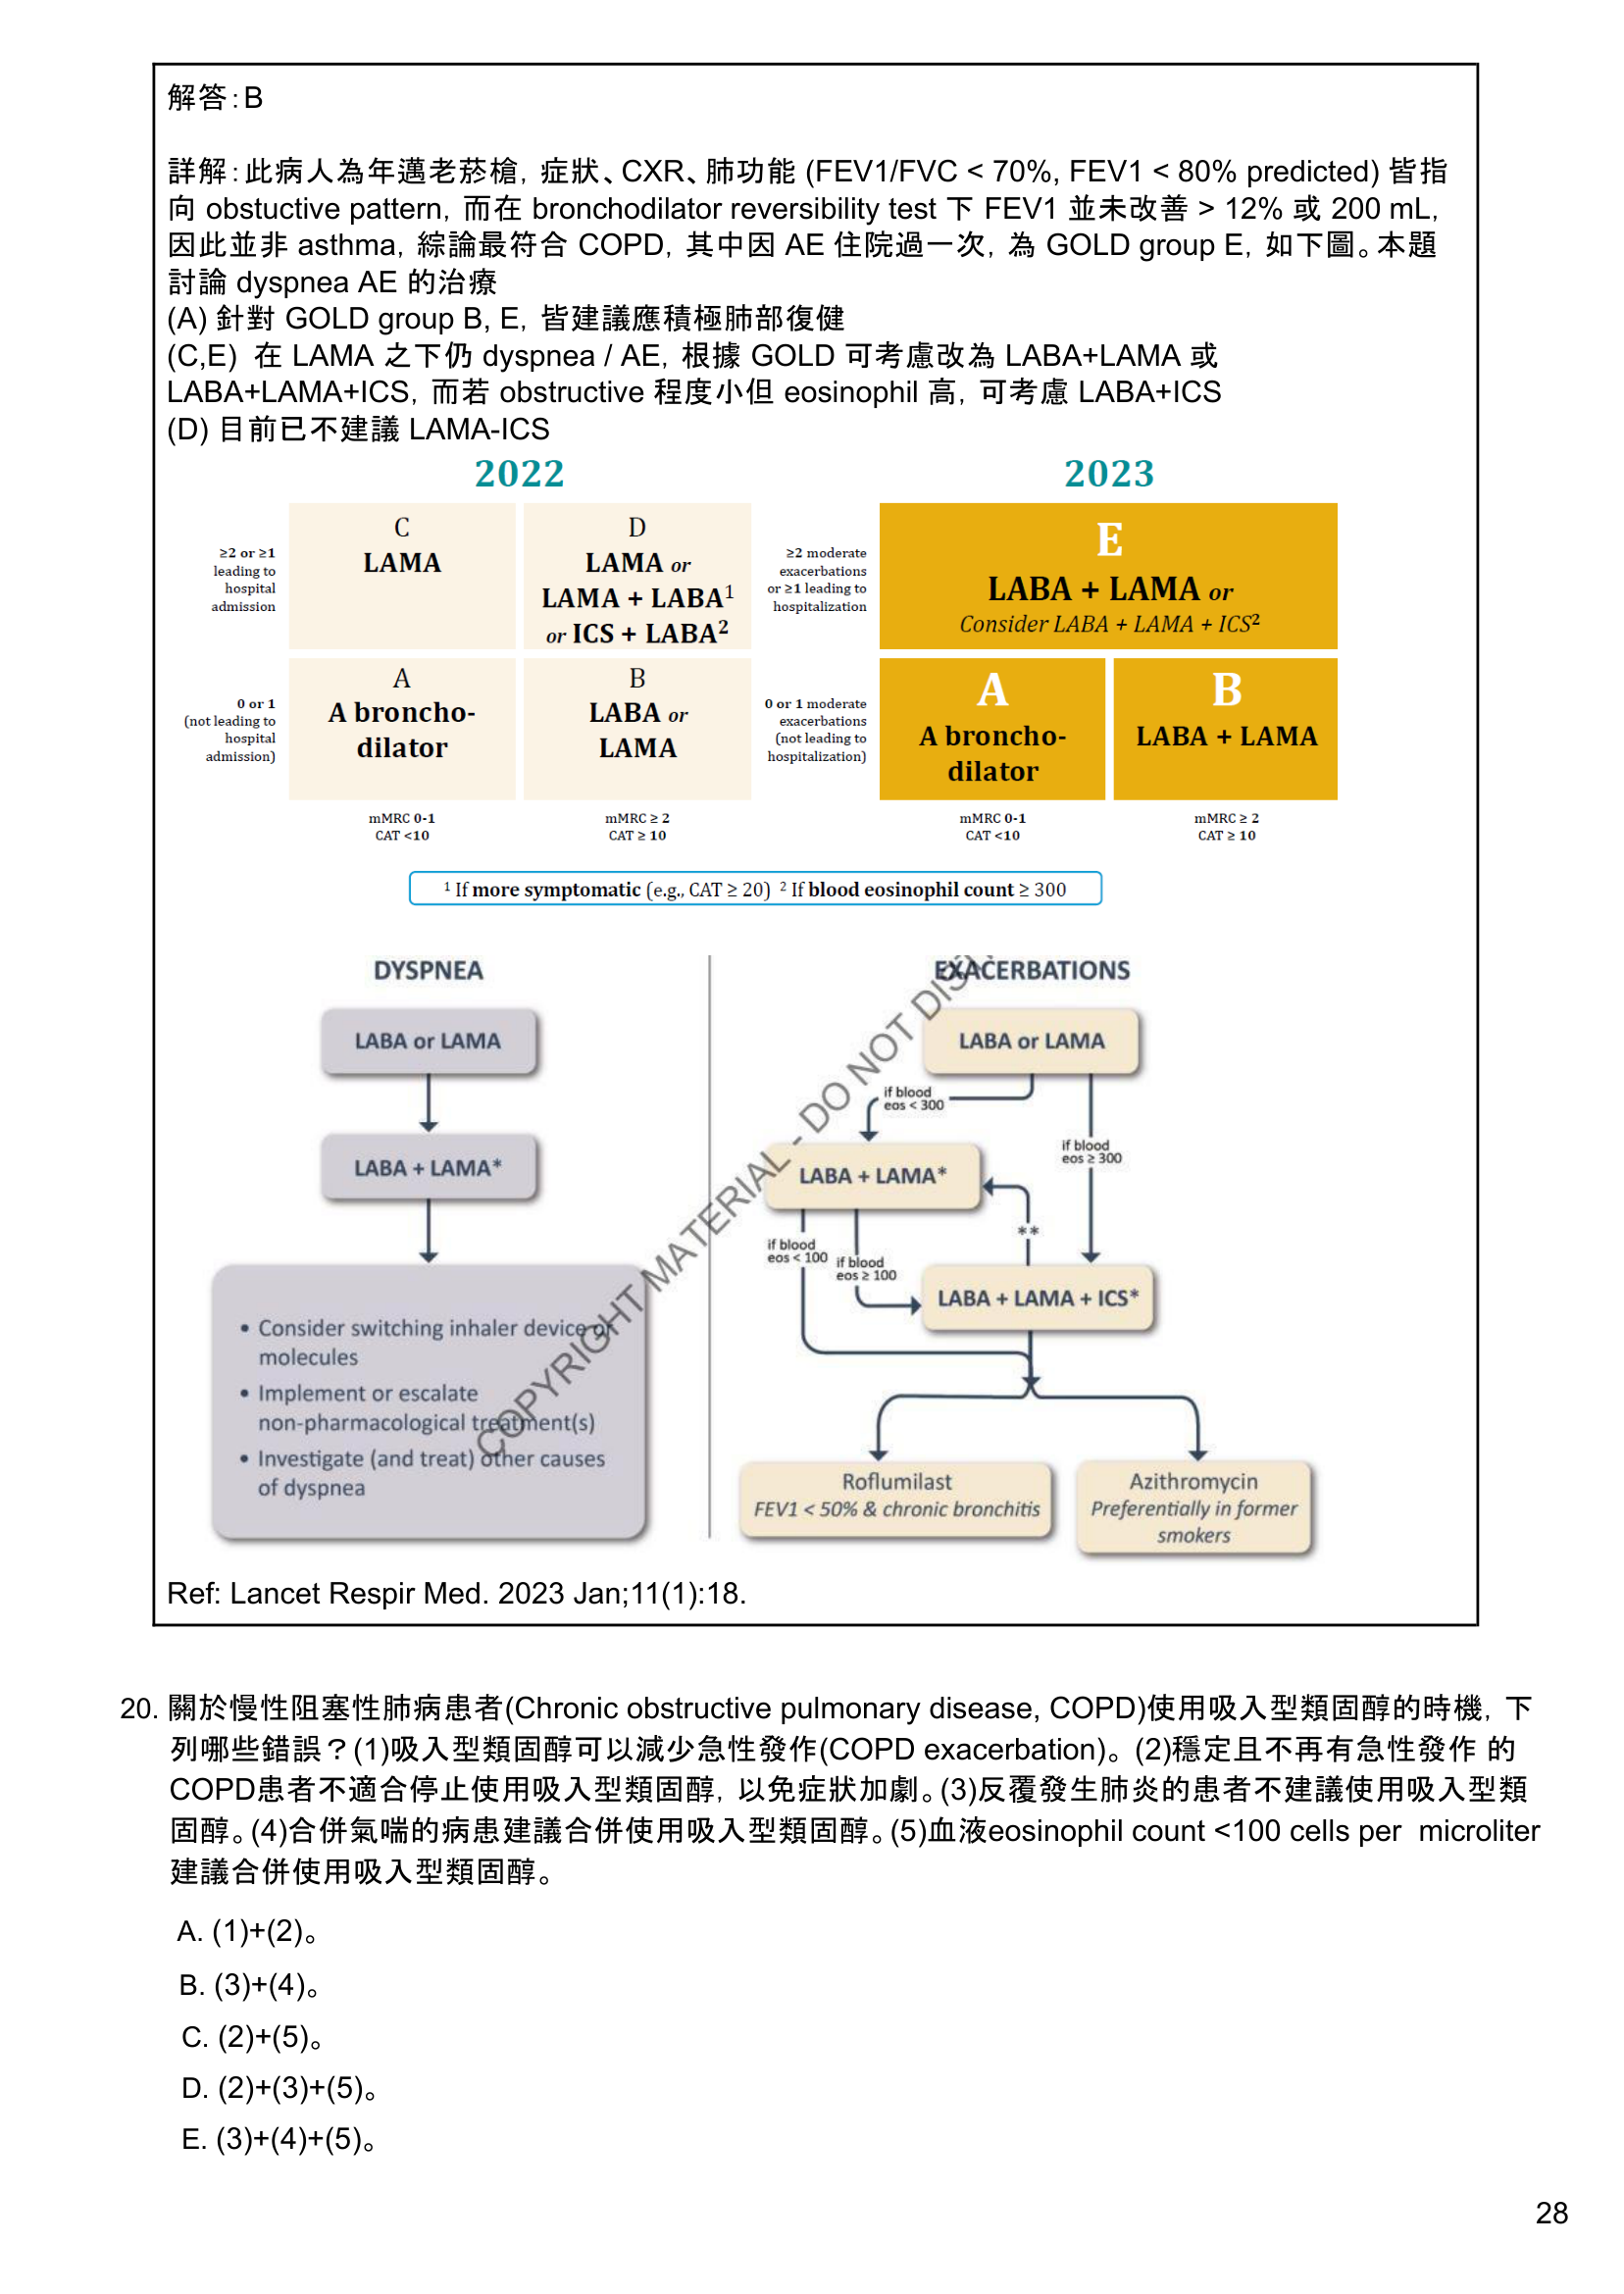 解答：B
詳解：此病人為年邁老菸槍，症狀、CXR、肺功能 (FEV1/FVC < 70%, FEV1 < 80% predicted) 皆指
向 obstuctive pattern，而在 bronchodilator reversibility test 下 FEV1 並未改善 > 12% 或 200 mL，
因此並非 asthma，綜論最符合 COPD，其中因 AE 住院過一次，為 GOLD group E，如下圖。本題
討論 dyspnea AE 的治療
(A) 針對 GOLD group B, E，皆建議應積極肺部復健
(C,E) 在 LAMA 之下仍 dyspnea / AE，根據 GOLD 可考慮改為 LABA+LAMA 或
LABA+LAMA+ICS，而若 obstructive 程度小但 eosinophil 高，可考慮 LABA+ICS
(D) 目前已不建議 LAMA-ICS
2022
≥2 or ≥1
leading to
hospital
admission
C
LAMA
D
LAMA or
LAMA + LABA¹
or ICS + LABA²
0 or 1
(not leading to
hospital
admission)
A
A broncho-
dilator
B
LABA or
LAMA
mMRC 0-1
CAT <10
mMRC ≥ 2
CAT ≥ 10
2023
≥2 moderate
exacerbations
or ≥1 leading to
hospitalization
E
LABA + LAMA or
Consider LABA + LAMA + ICS²
0 or 1 moderate
exacerbations
(not leading to
hospitalization)
A
A broncho-
dilator
B
LABA + LAMA
mMRC 0-1
CAT <10
mMRC ≥ 2
CAT ≥ 10
¹ If more symptomatic (e.g., CAT ≥ 20) ² If blood eosinophil count ≥ 300
DYSPNEA
LABA or LAMA
LABA + LAMA*
• Consider switching inhaler device or
molecules
• Implement or escalate
non-pharmacological treatment(s)
• Investigate (and treat) other causes
of dyspnea
EXACERBATIONS
LABA or LAMA
if blood
eos < 300
if blood
eos ≥ 300
LABA + LAMA*
**
if blood
eos < 100
if blood
eos ≥ 100
LABA + LAMA + ICS*
Roflumilast
FEV1 < 50% & chronic bronchitis
Azithromycin
Preferentially in former
smokers
COPYRIGHT MATERIAL - DO NOT
Ref: Lancet Respir Med. 2023 Jan;11(1):18.
20. 關於慢性阻塞性肺病患者(Chronic obstructive pulmonary disease, COPD)使用吸入型類固醇的時機，下
列哪些錯誤？(1)吸入型類固醇可以減少急性發作(COPD exacerbation)。(2)穩定且不再有急性發作 的
COPD患者不適合停止使用吸入型類固醇，以免症狀加劇。(3)反覆發生肺炎的患者不建議使用吸入型類
固醇。(4)合併氣喘的病患建議合併使用吸入型類固醇。(5)血液eosinophil count <100 cells per microliter
建議合併使用吸入型類固醇。
A. (1)+(2)。
B. (3)+(4)。
C. (2)+(5)。
D. (2)+(3)+(5)。
E. (3)+(4)+(5)。
28